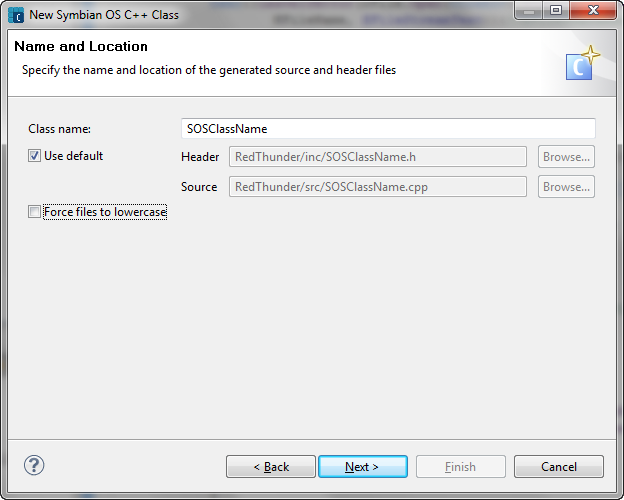 New Symbian OS C++ Class
Name and Location
Specify the name and location of the generated source and header files
Class name: SOSClassName
Use default Header RedThunder/inc/SOSClassName.h Browse...
Source RedThunder/src/SOSClassName.cpp Browse...
Force files to lowercase
? < Back Next > Finish Cancel